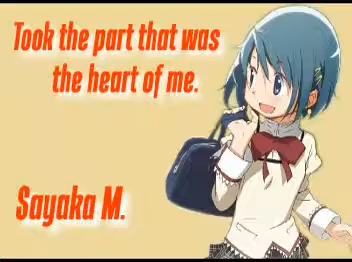 Took the part that was
the heart of me.
Sayaka M.